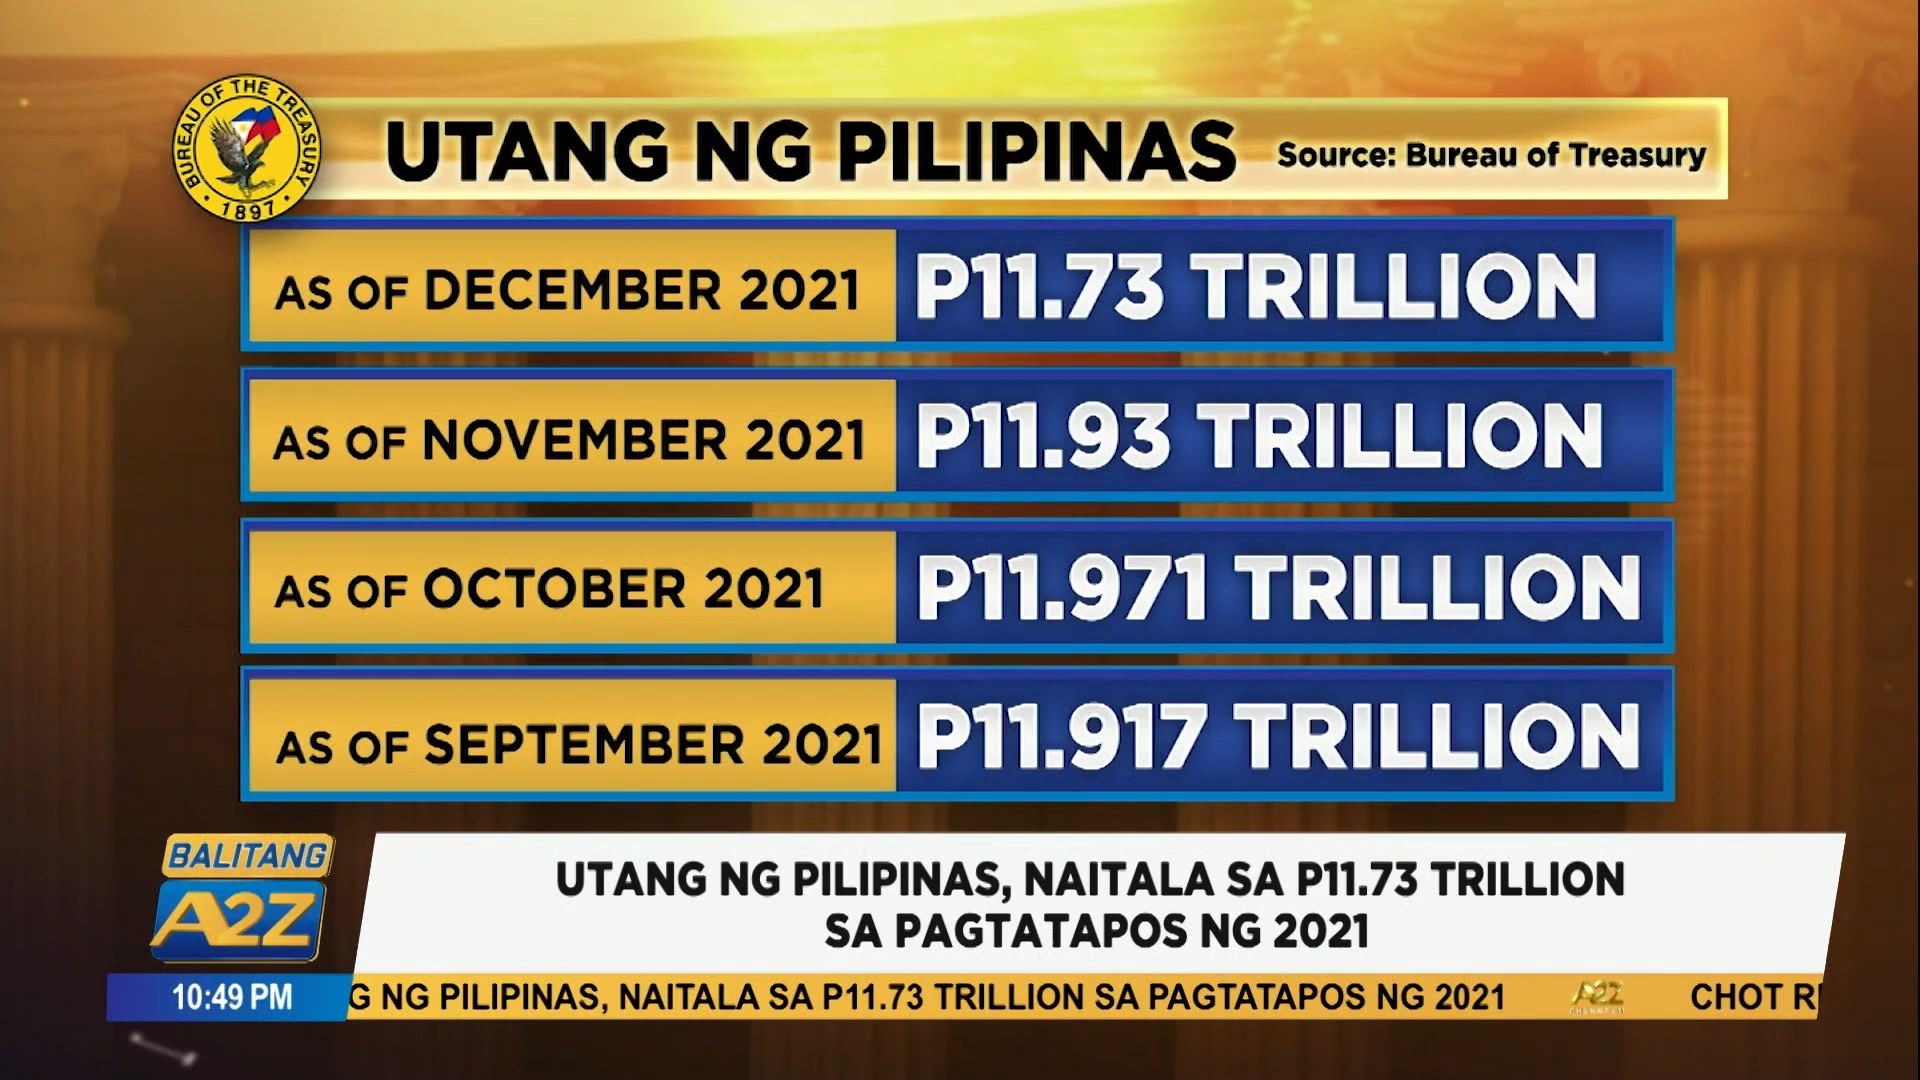 BUREAU OF THE TREASURY
1897
UTANG NG PILIPINAS
Source: Bureau of Treasury
AS OF DECEMBER 2021 P11.73 TRILLION
AS OF NOVEMBER 2021 P11.93 TRILLION
AS OF OCTOBER 2021 P11.971 TRILLION
AS OF SEPTEMBER 2021 P11.917 TRILLION
BALITANG
A2Z
UTANG NG PILIPINAS, NAITALA SA P11.73 TRILLION
SA PAGTATAPOS NG 2021
10:49 PM
G NG PILIPINAS, NAITALA SA P11.73 TRILLION SA PAGTATAPOS NG 2021 A2Z CHANNEL 11 CHOT